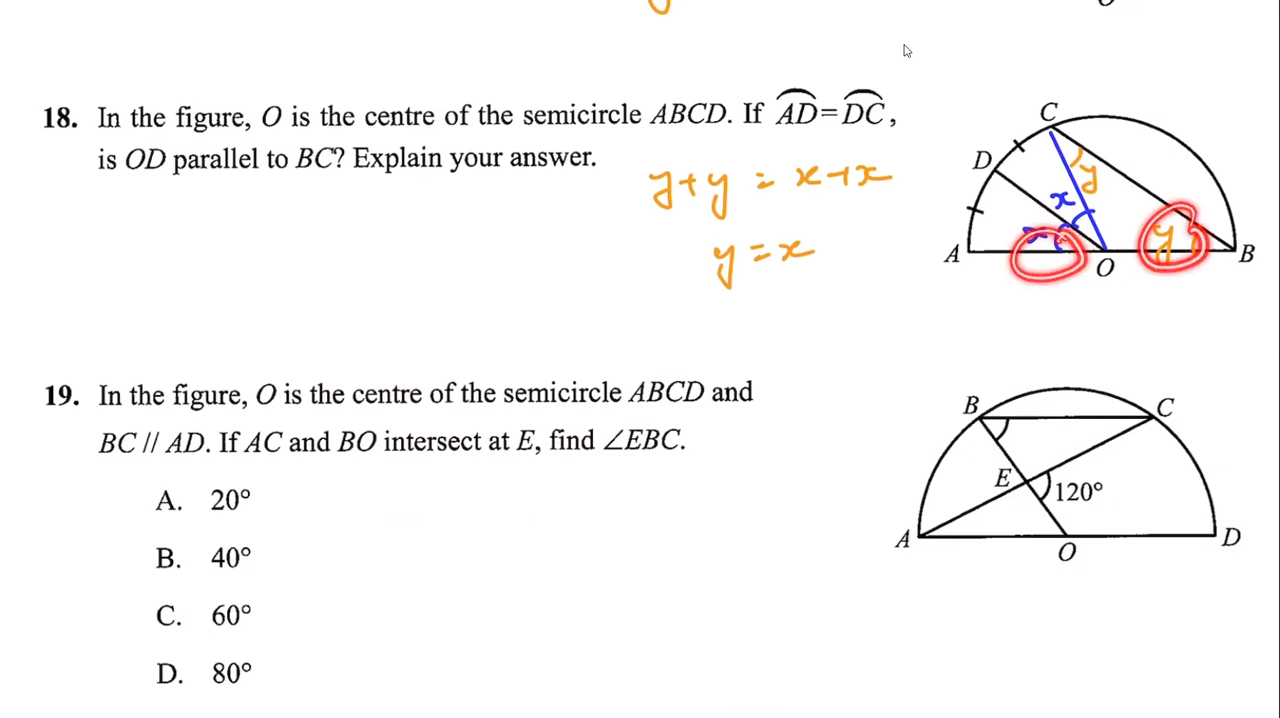 18. In the figure, O is the centre of the semicircle ABCD. If AD=DC,
is OD parallel to BC? Explain your answer.
y+y = x+x
y=x
C
D
x
y
x
y
A
O
B
19. In the figure, O is the centre of the semicircle ABCD and
BC // AD. If AC and BO intersect at E, find ∠EBC.
A. 20°
B. 40°
C. 60°
D. 80°
B
C
E
120°
A
O
D